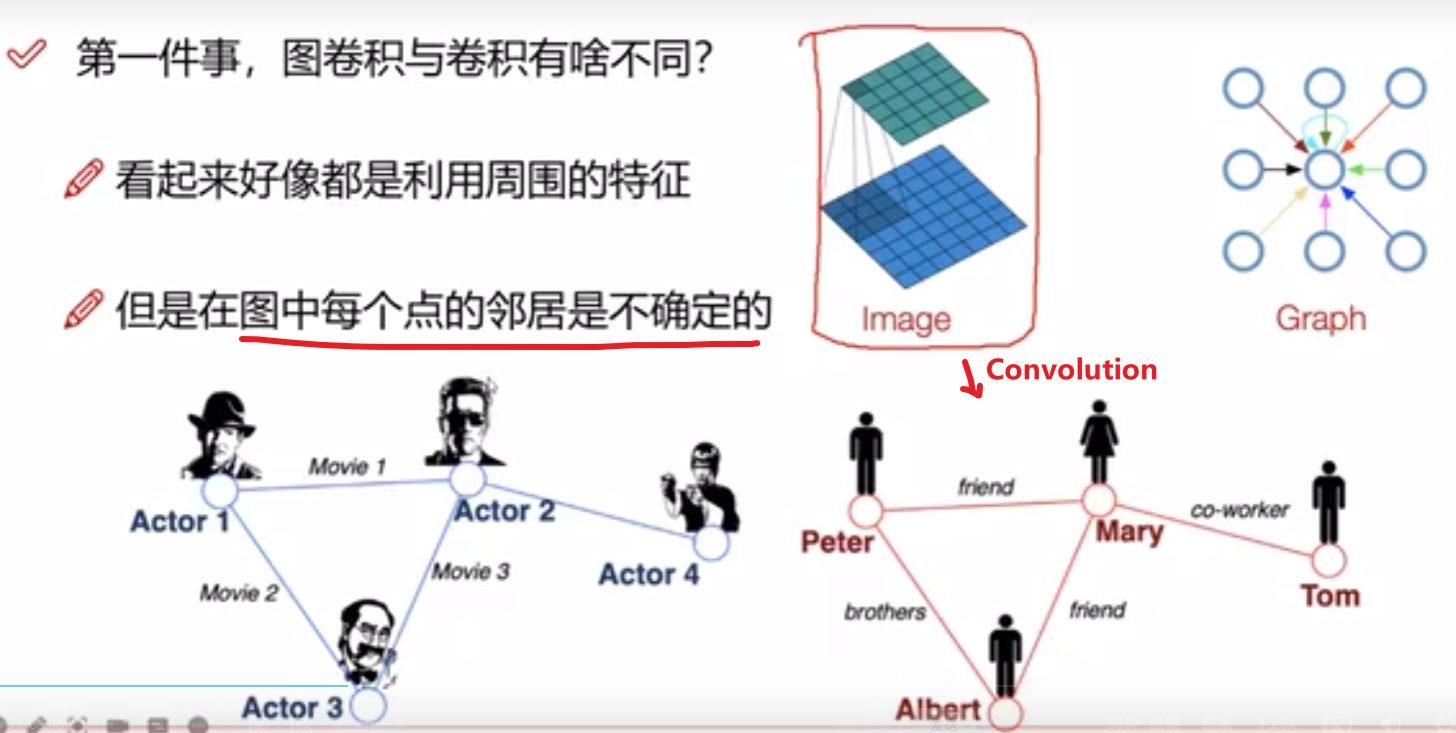 第一件事，图卷积与卷积有啥不同？
看起来好像都是利用周围的特征
但是在图中每个点的邻居是不确定的
Image
Graph
Convolution
Movie 1
Actor 1
Actor 2
Movie 2
Movie 3
Actor 4
Actor 3
friend
Peter
Mary
co-worker
Tom
brothers
friend
Albert